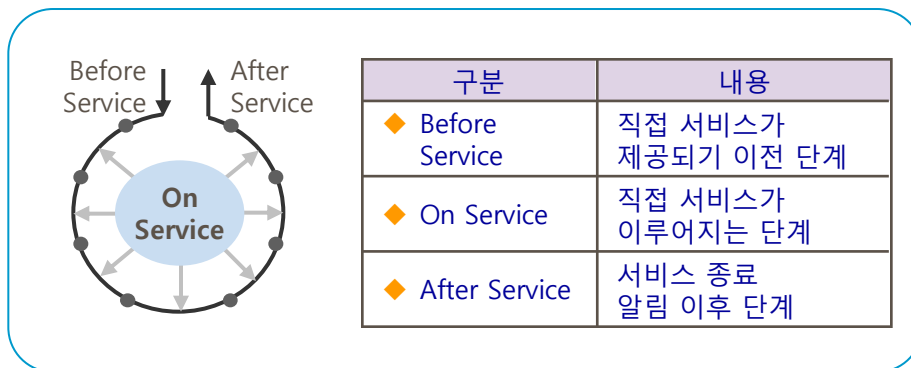 Before
Service
After
Service
On
Service
구분
내용
Before
Service
직접 서비스가
제공되기 이전 단계
On Service
직접 서비스가
이루어지는 단계
After Service
서비스 종료
알림 이후 단계